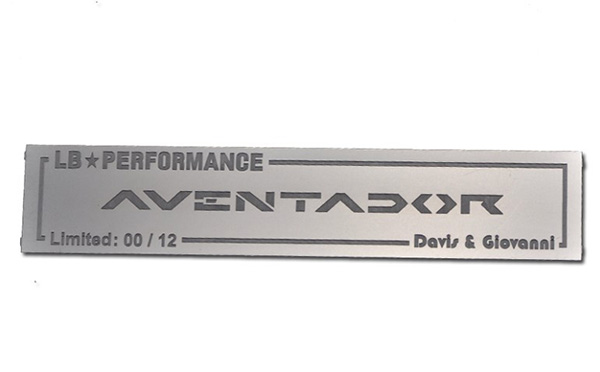 LB★PERFORMANCE
AVENTADOR
Limited: 00 / 12
Davis & Giovanni